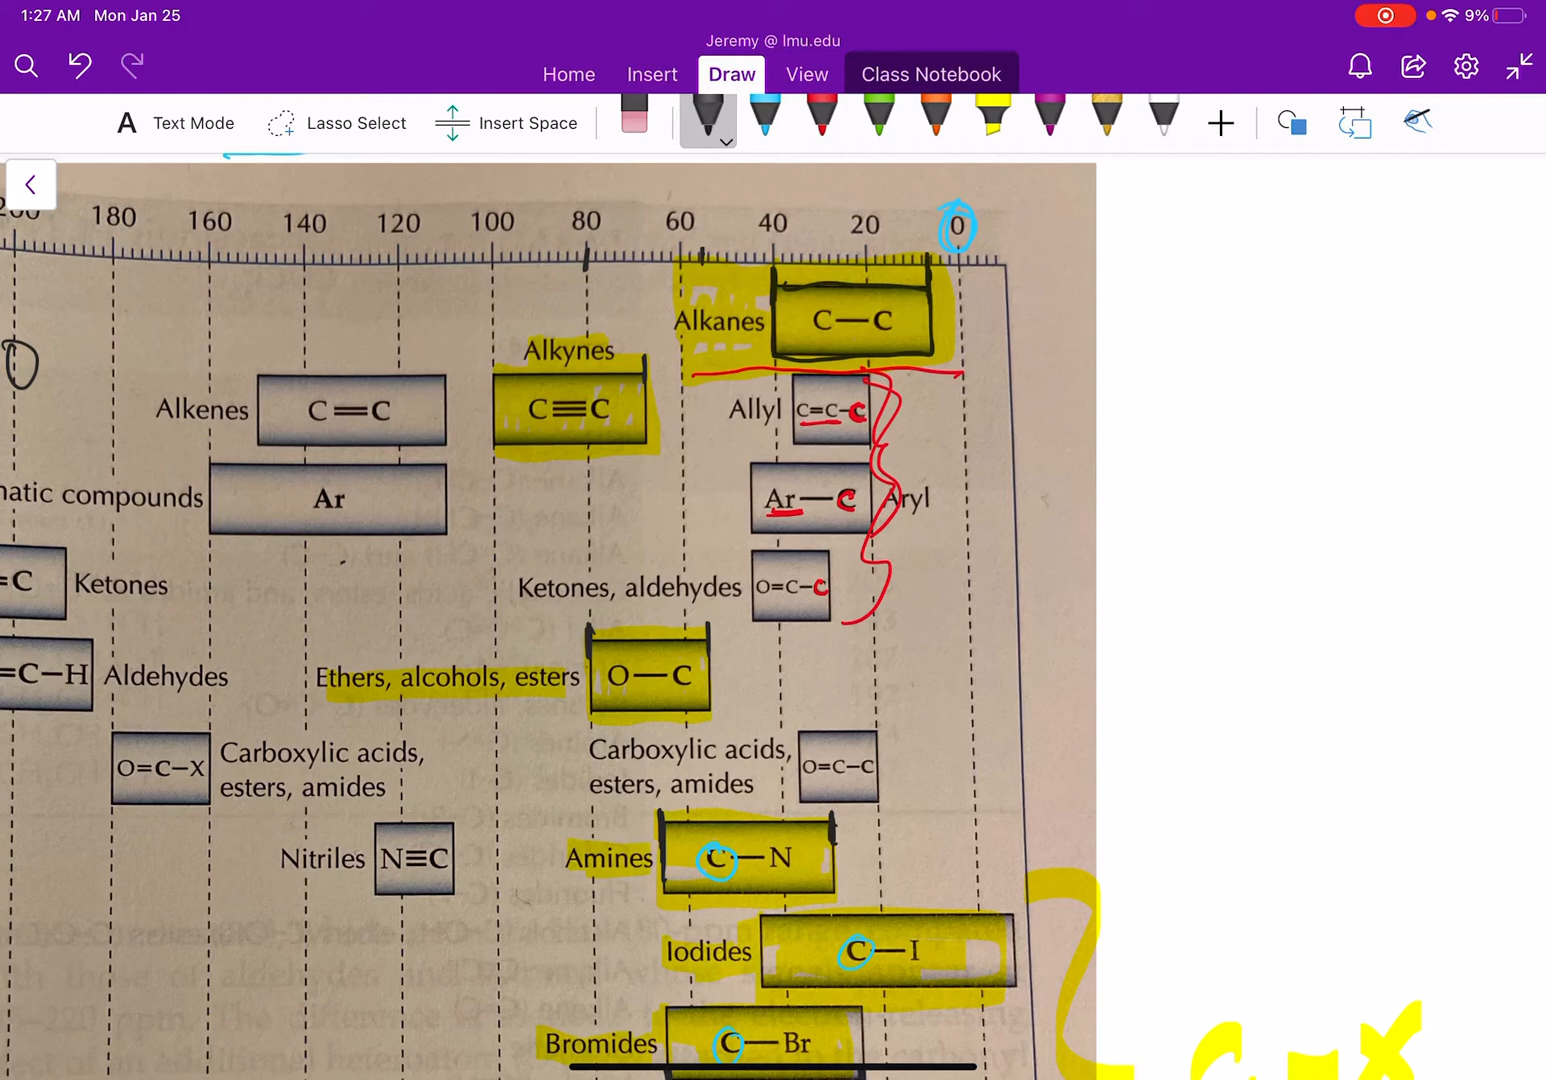 1:27 AM Mon Jan 25
9%
Jeremy @ lmu.edu
Home Insert Draw View Class Notebook
Text Mode Lasso Select Insert Space
200 180 160 140 120 100 80 60 40 20 0
Alkanes C—C
Alkynes
Alkenes C=C C≡C Allyl C=C–C
matic compounds Ar Ar—C Aryl
=C Ketones Ketones, aldehydes O=C–C
=C–H Aldehydes Ethers, alcohols, esters O—C
O=C–X Carboxylic acids,
esters, amides
Carboxylic acids,
esters, amides
O=C–C
Nitriles N≡C Amines C—N
Iodides C—I
Bromides C—Br
C–X